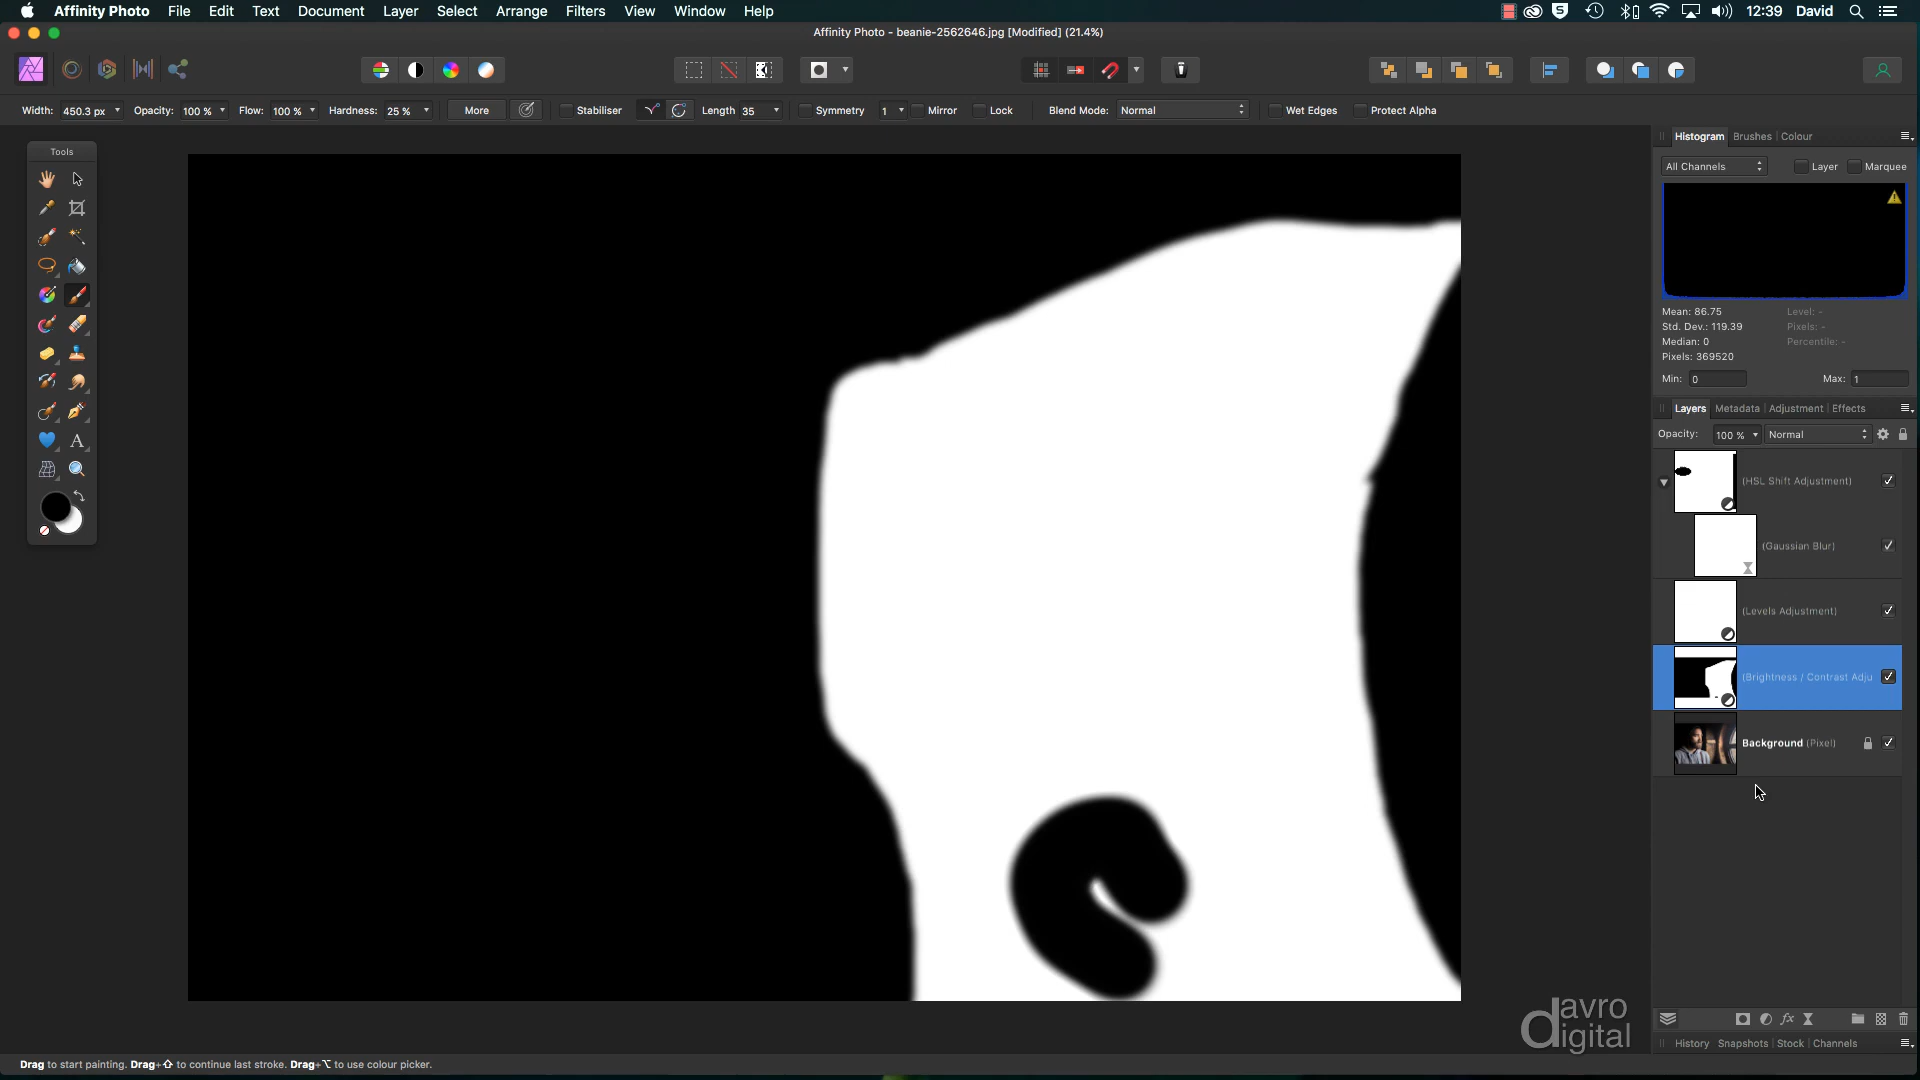 Affinity Photo File Edit Text Document Layer Select Arrange Filters View Window Help 12:39 David
Affinity Photo - beanie-2562646.jpg [Modified] (21.4%)
Width: 450.3 px Opacity: 100 % Flow: 100 % Hardness: 25 % More Stabiliser Length 35 Symmetry 1 Mirror Lock Blend Mode: Normal Wet Edges Protect Alpha
Tools
Histogram Brushes Colour
All Channels Layer Marquee
Mean: 86.75 Level: -
Std. Dev.: 119.39 Pixels: -
Median: 0 Percentile: -
Pixels: 369520
Min: 0 Max: 1
Layers Metadata Adjustment Effects
Opacity: 100 % Normal
(HSL Shift Adjustment)
(Gaussian Blur)
(Levels Adjustment)
(Brightness / Contrast Adju
Background (Pixel)
davro
digital
History Snapshots Stock Channels
Drag to start painting. Drag+⇧ to continue last stroke. Drag+⌥ to use colour picker.